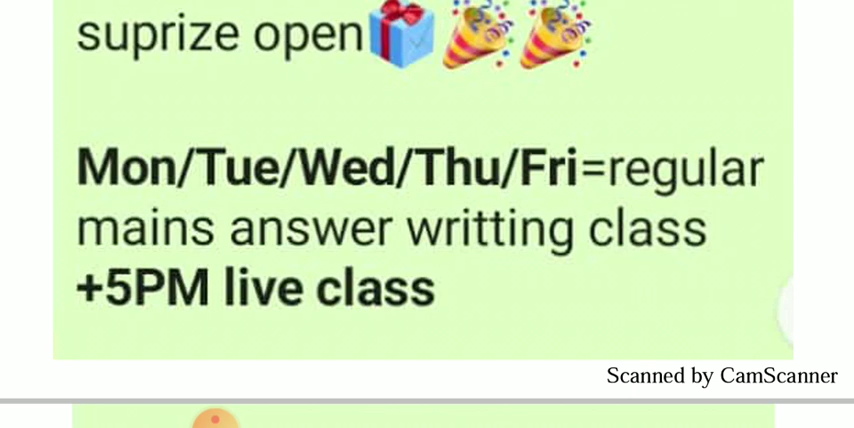 suprize open🎁🎉🎉
Mon/Tue/Wed/Thu/Fri=regular
mains answer writting class
+5PM live class
Scanned by CamScanner